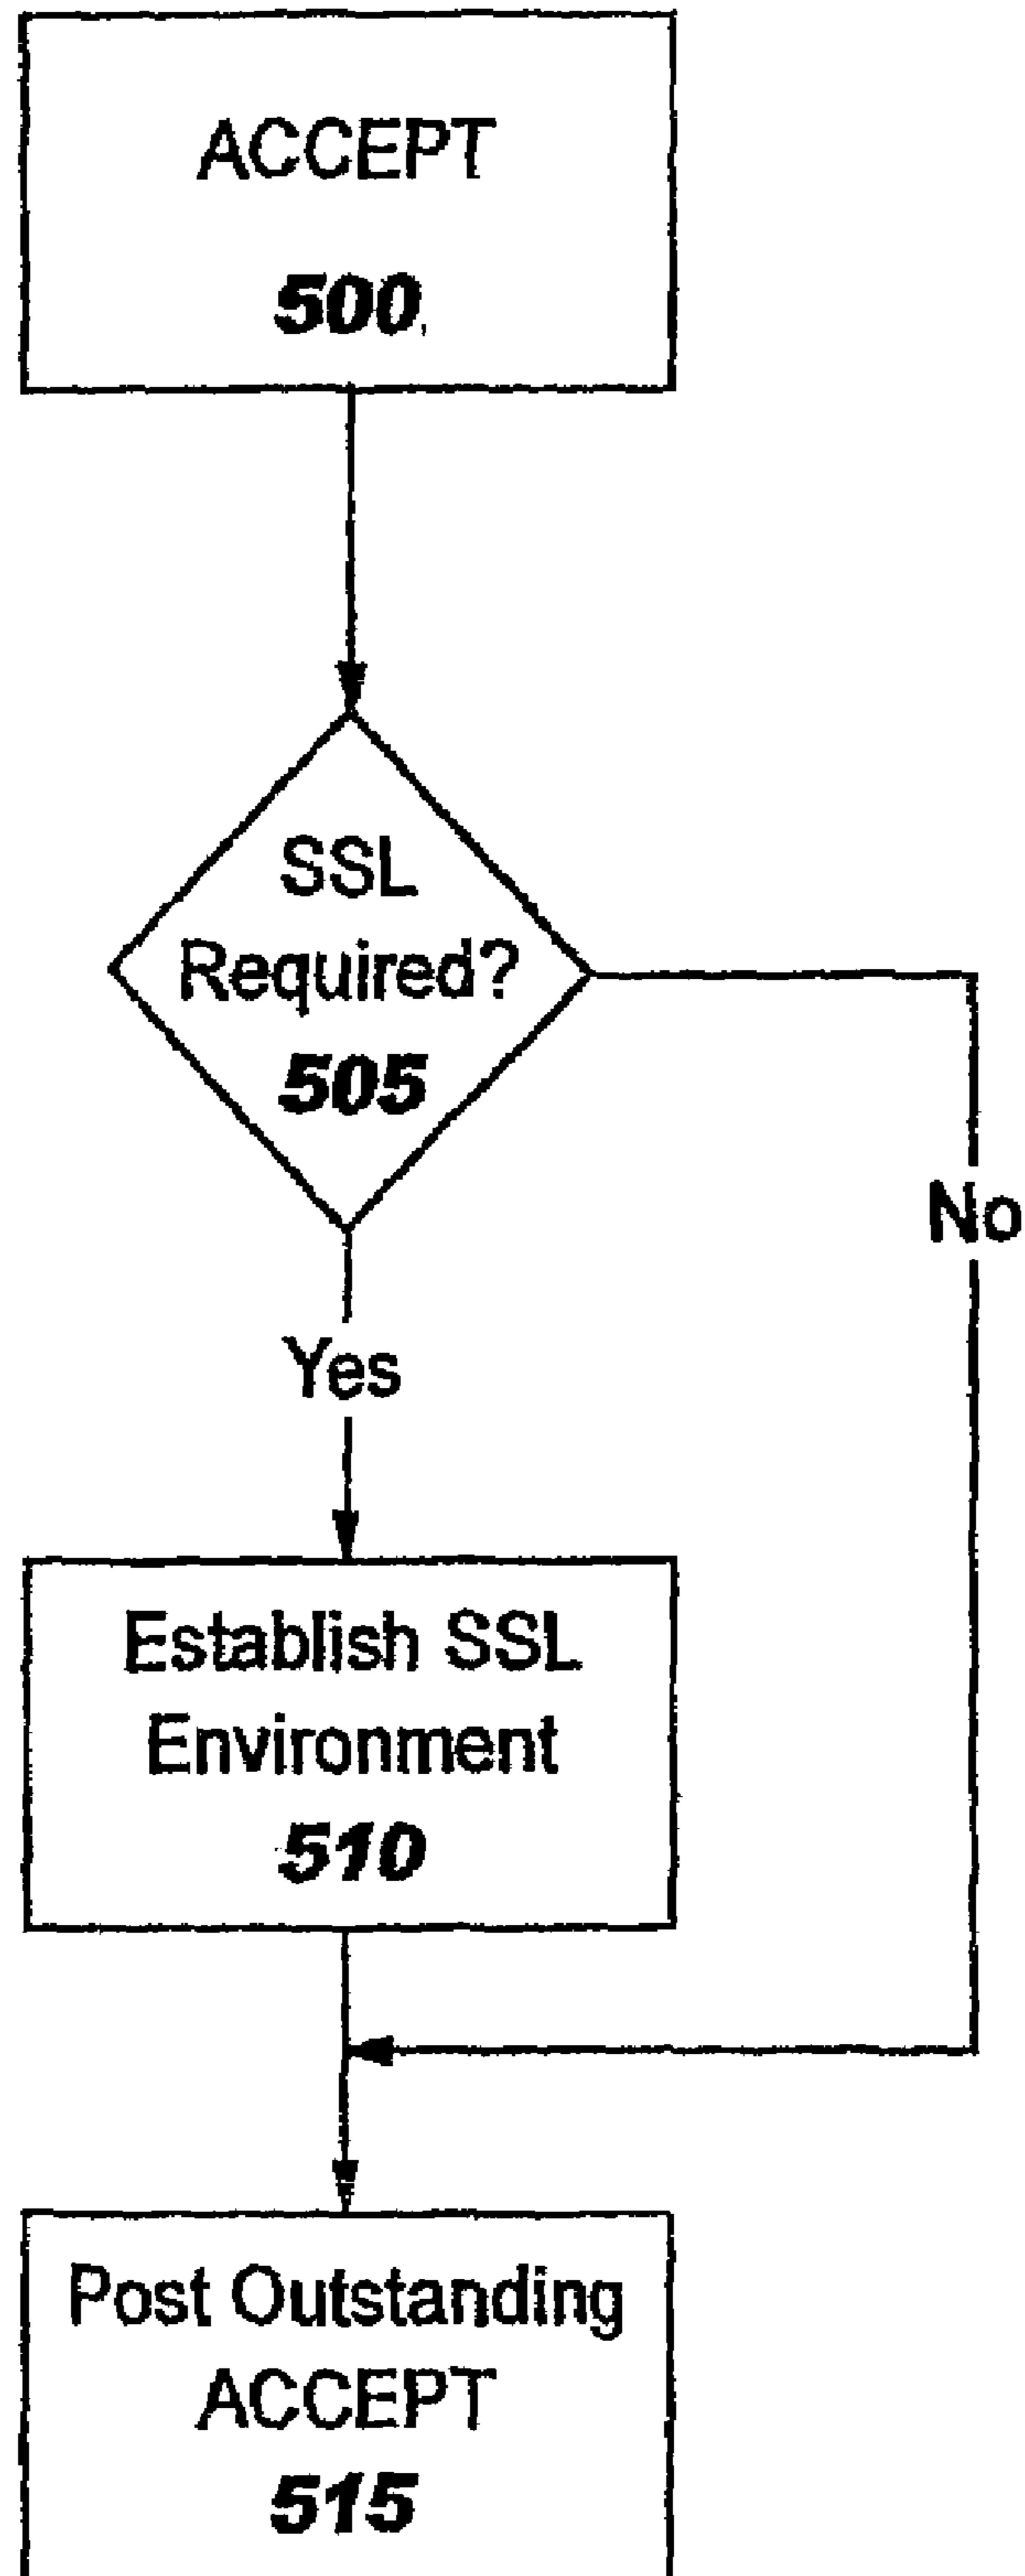 ACCEPT
500
SSL
Required?
505
No
Yes
Establish SSL
Environment
510
Post Outstanding
ACCEPT
515